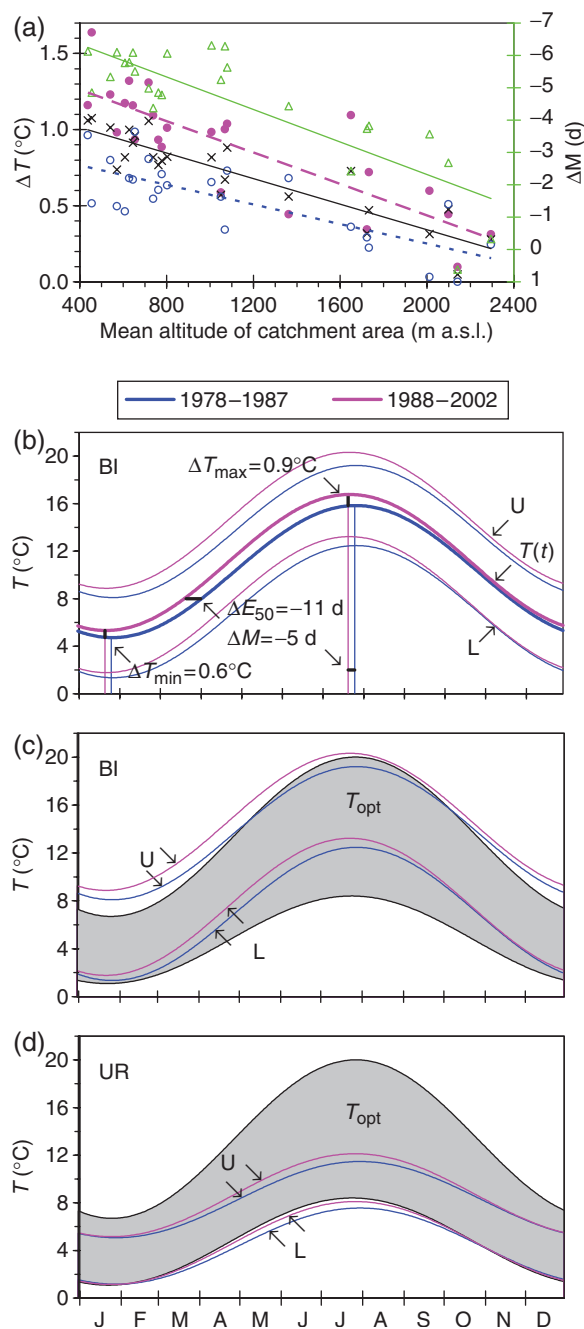 (a)
ΔT (°C)
1.5
1.0
0.5
0.0
−7
−6
−5
−4
−3
−2
−1
0
1
ΔM (d)
400 800 1200 1600 2000 2400
Mean altitude of catchment area (m a.s.l.)
1978−1987 1988−2002
(b)
BI
T (°C)
20
16
12
8
4
0
ΔTmax=0.9°C
U
T(t)
ΔE50=−11 d
ΔM=−5 d
L
ΔTmin=0.6°C
(c)
BI
T (°C)
20
16
12
8
4
0
Topt
U
L
(d)
UR
T (°C)
20
16
12
8
4
0
Topt
U
L
J F M A M J J A S O N D